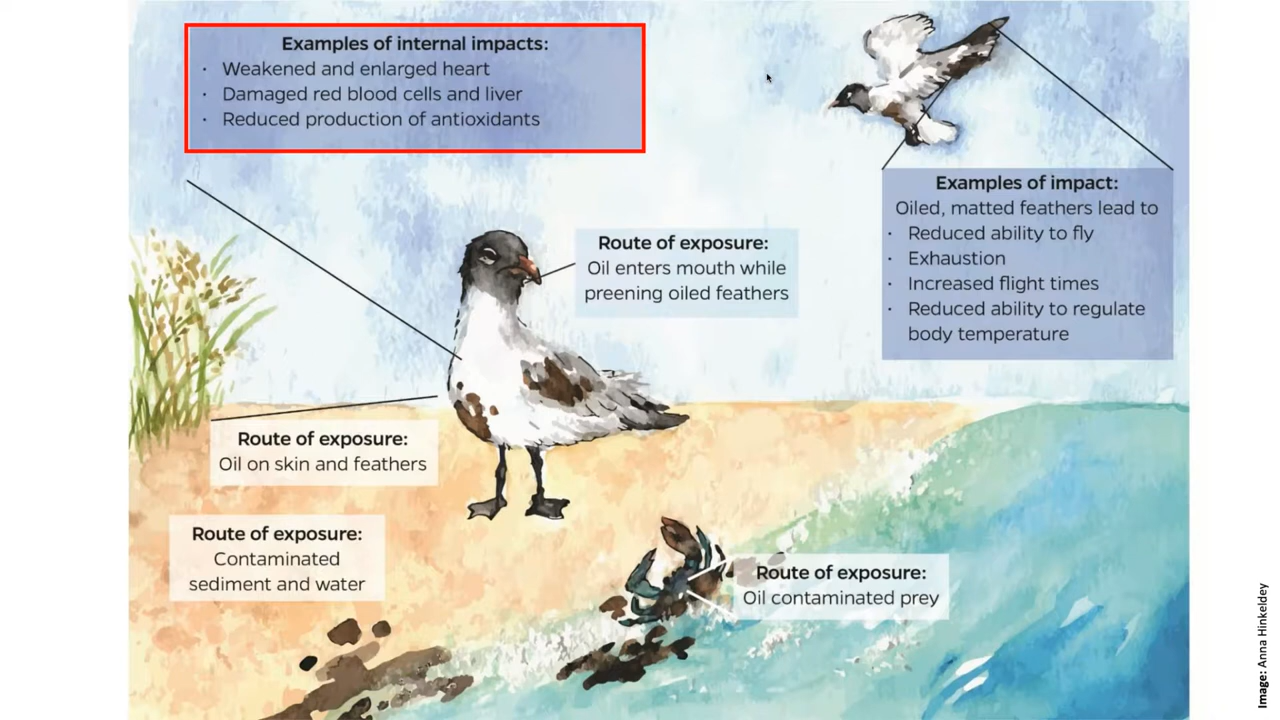 Examples of internal impacts:
· Weakened and enlarged heart
· Damaged red blood cells and liver
· Reduced production of antioxidants
Examples of impact:
Oiled, matted feathers lead to
· Reduced ability to fly
· Exhaustion
· Increased flight times
· Reduced ability to regulate
body temperature
Route of exposure:
Oil enters mouth while
preening oiled feathers
Route of exposure:
Oil on skin and feathers
Route of exposure:
Contaminated
sediment and water
Route of exposure:
Oil contaminated prey
Image: Anna Hinkeldey